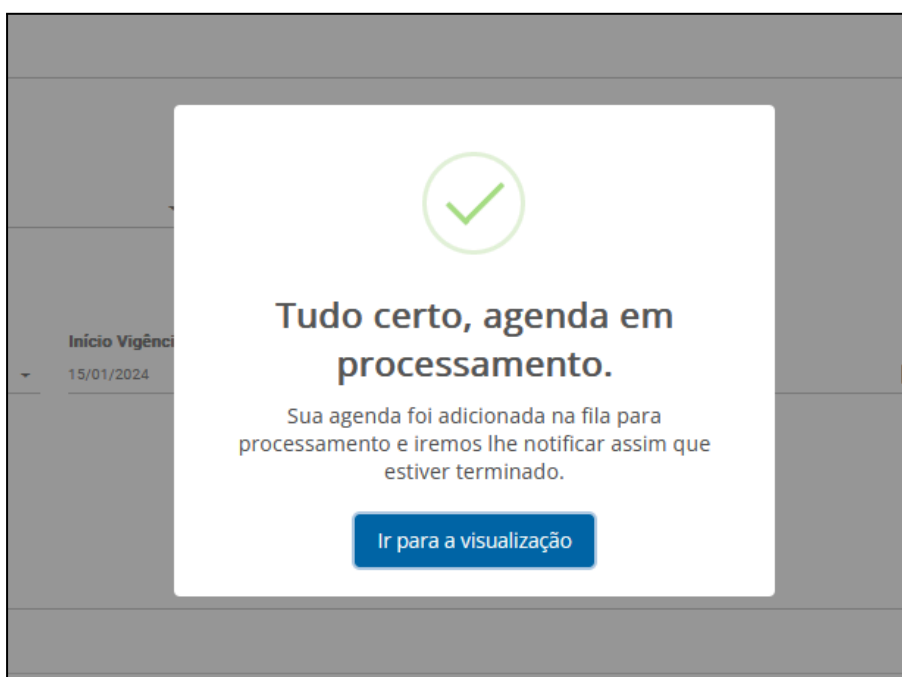 Tudo certo, agenda em
processamento.
Início Vigênci
15/01/2024
Sua agenda foi adicionada na fila para
processamento e iremos lhe notificar assim que
estiver terminado.
Ir para a visualização